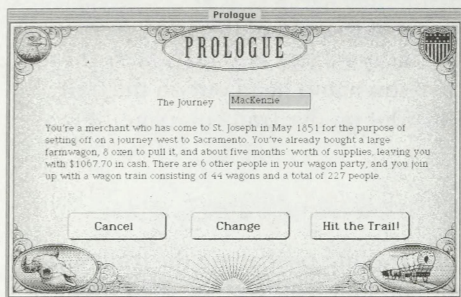 Prologue
PROLOGUE
The Journey MacKenzie
You're a merchant who has come to St. Joseph in May 1851 for the purpose of
setting off on a journey west to Sacramento. You've already bought a large
farmwagon, 8 oxen to pull it, and about five months' worth of supplies, leaving you
with $1067.70 in cash. There are 6 other people in your wagon party, and you join
up with a wagon train consisting of 44 wagons and a total of 227 people.
Cancel Change Hit the Trail!